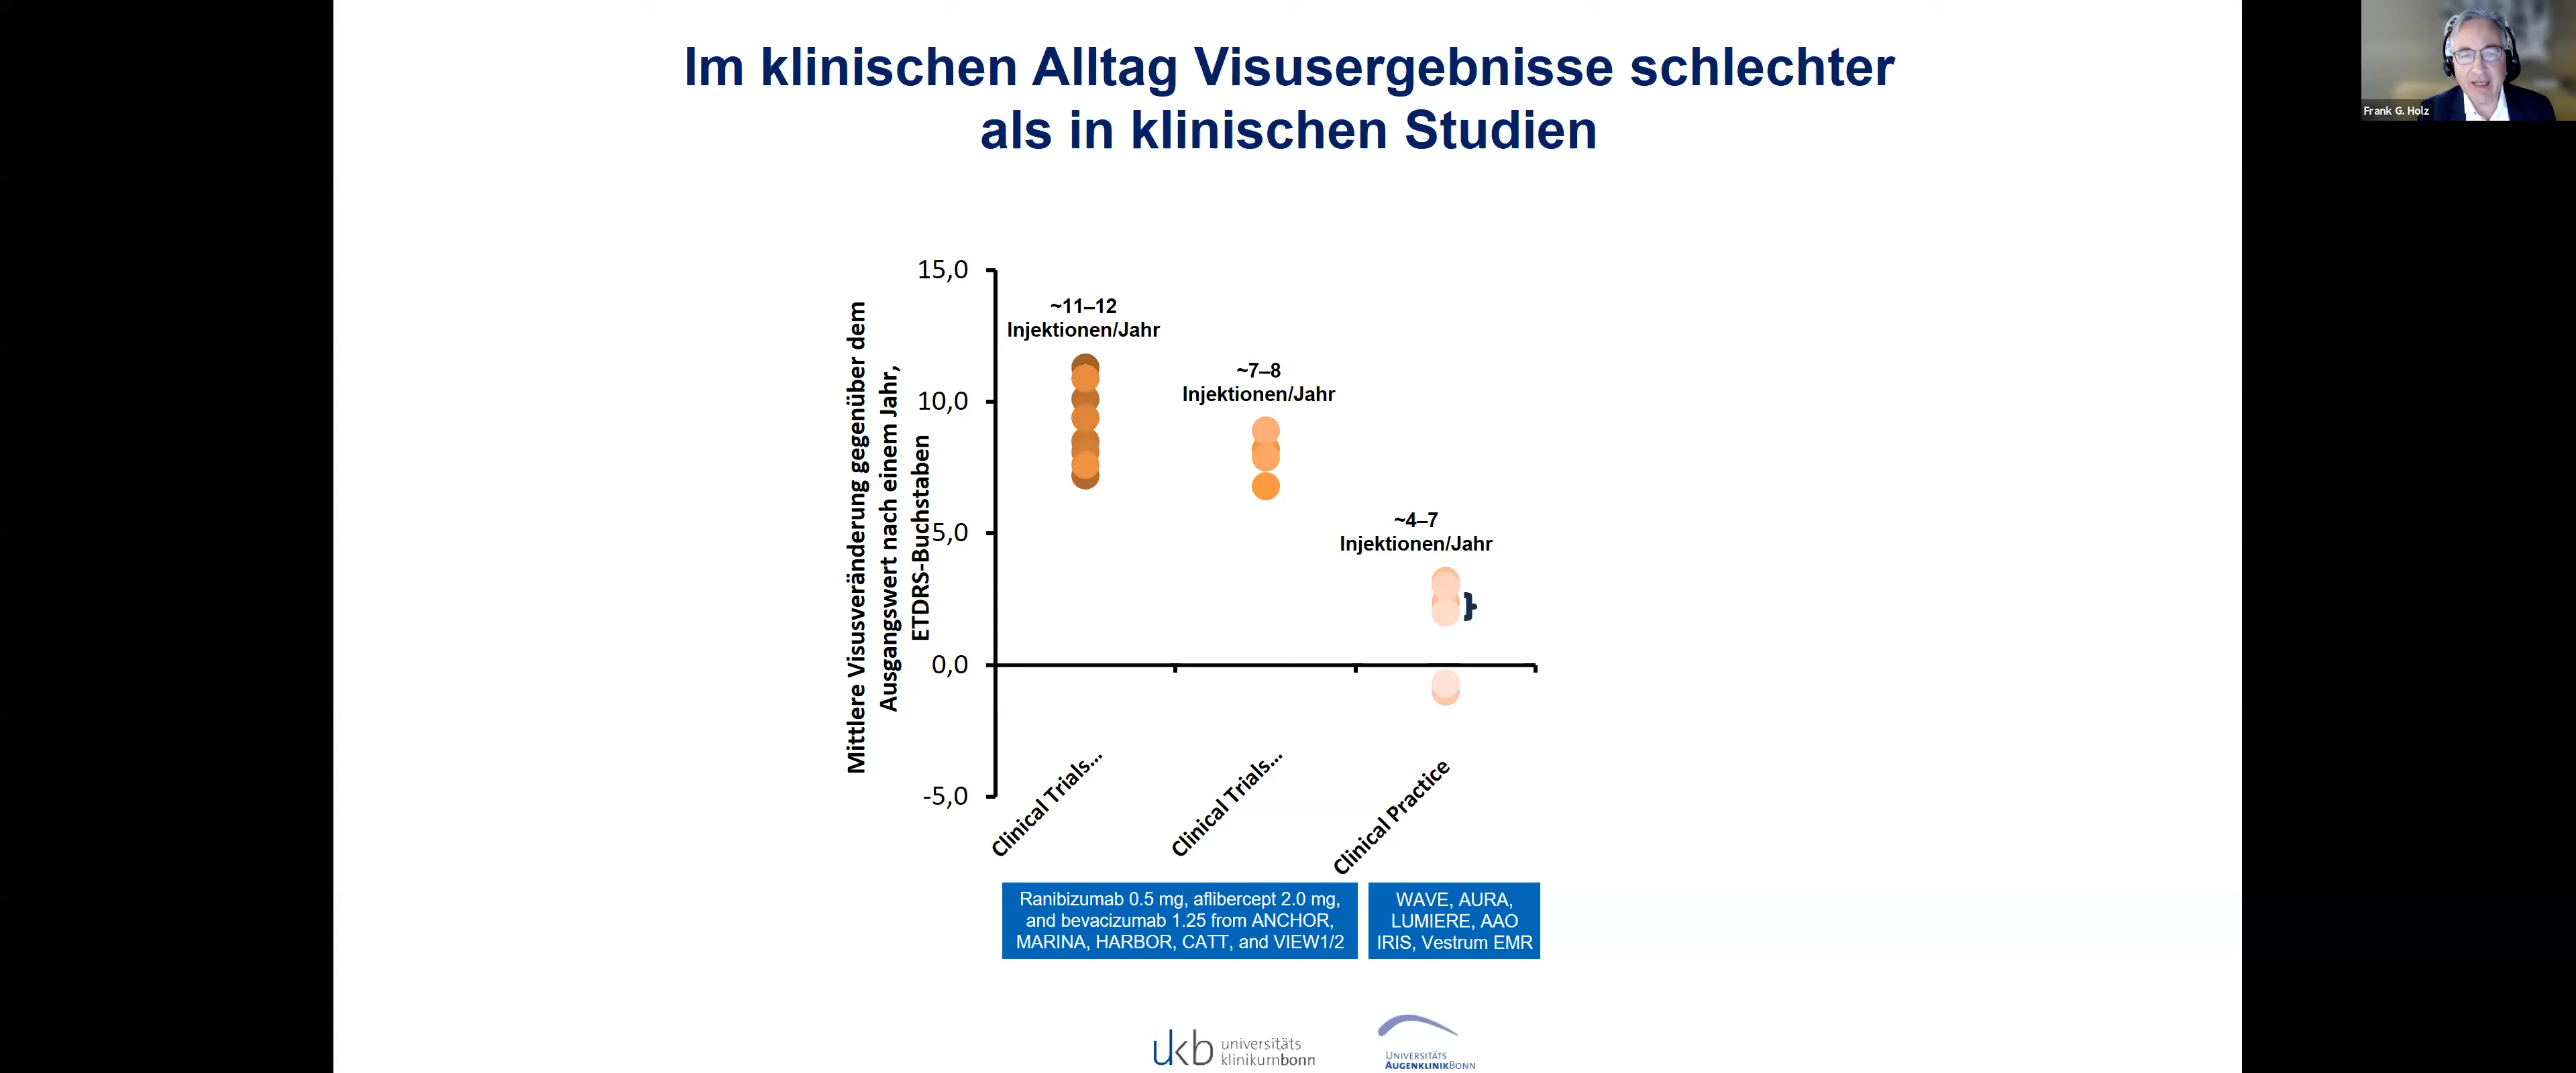 Im klinischen Alltag Visusergebnisse schlechter
als in klinischen Studien
Frank G. Holz
Mittlere Visusveränderung gegenüber dem
Ausgangswert nach einem Jahr,
ETDRS-Buchstaben
15,0
10,0
5,0
0,0
-5,0
~11–12
Injektionen/Jahr
~7–8
Injektionen/Jahr
~4–7
Injektionen/Jahr
}
Clinical Trials...
Clinical Trials...
Clinical Practice
Ranibizumab 0.5 mg, aflibercept 2.0 mg,
and bevacizumab 1.25 from ANCHOR,
MARINA, HARBOR, CATT, and VIEW1/2
WAVE, AURA,
LUMIERE, AAO
IRIS, Vestrum EMR
ukb universitäts
klinikumbonn
UNIVERSITÄTS
AUGENKLINIKBONN